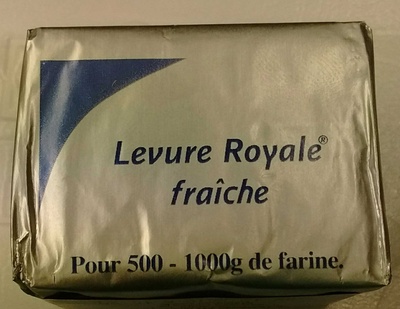 Levure Royale®
fraîche
Pour 500 - 1000g de farine.